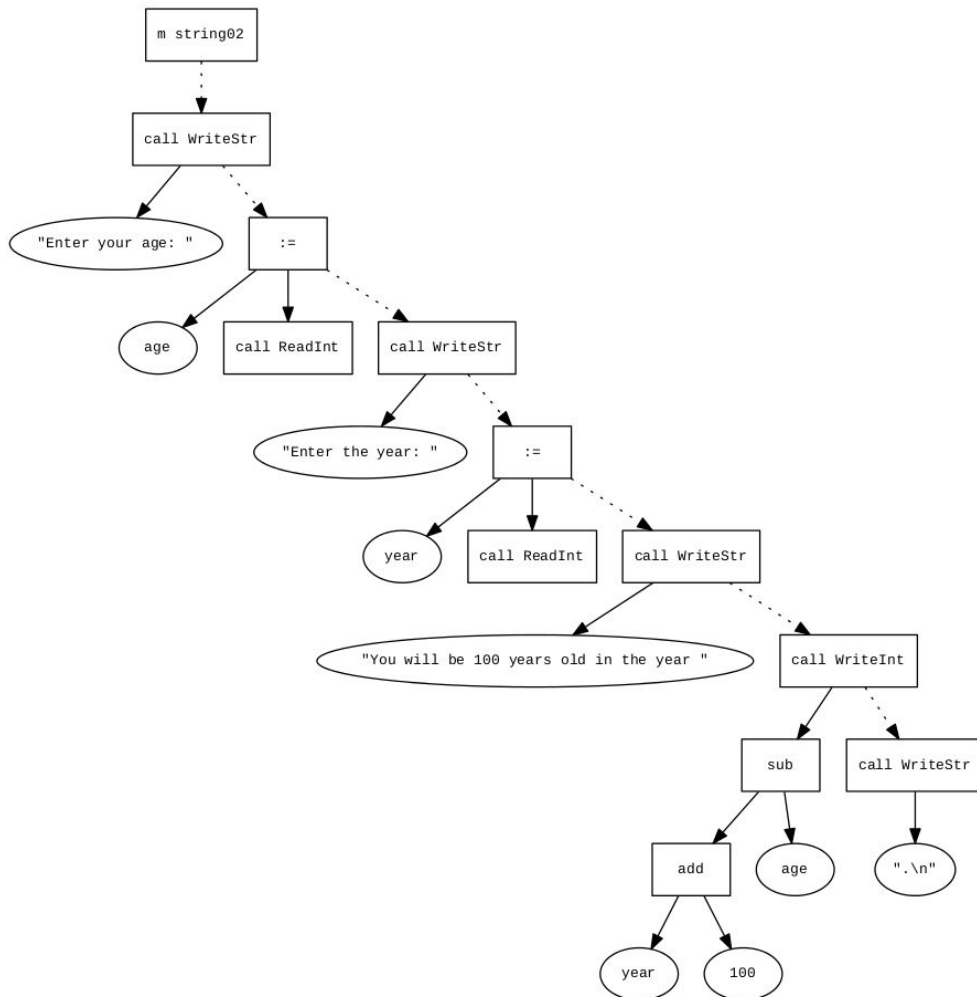 m string02
call WriteStr
"Enter your age: "
:=
age
call ReadInt
call WriteStr
"Enter the year: "
:=
year
call ReadInt
call WriteStr
"You will be 100 years old in the year "
call WriteInt
sub
call WriteStr
add
age
".\n"
year
100